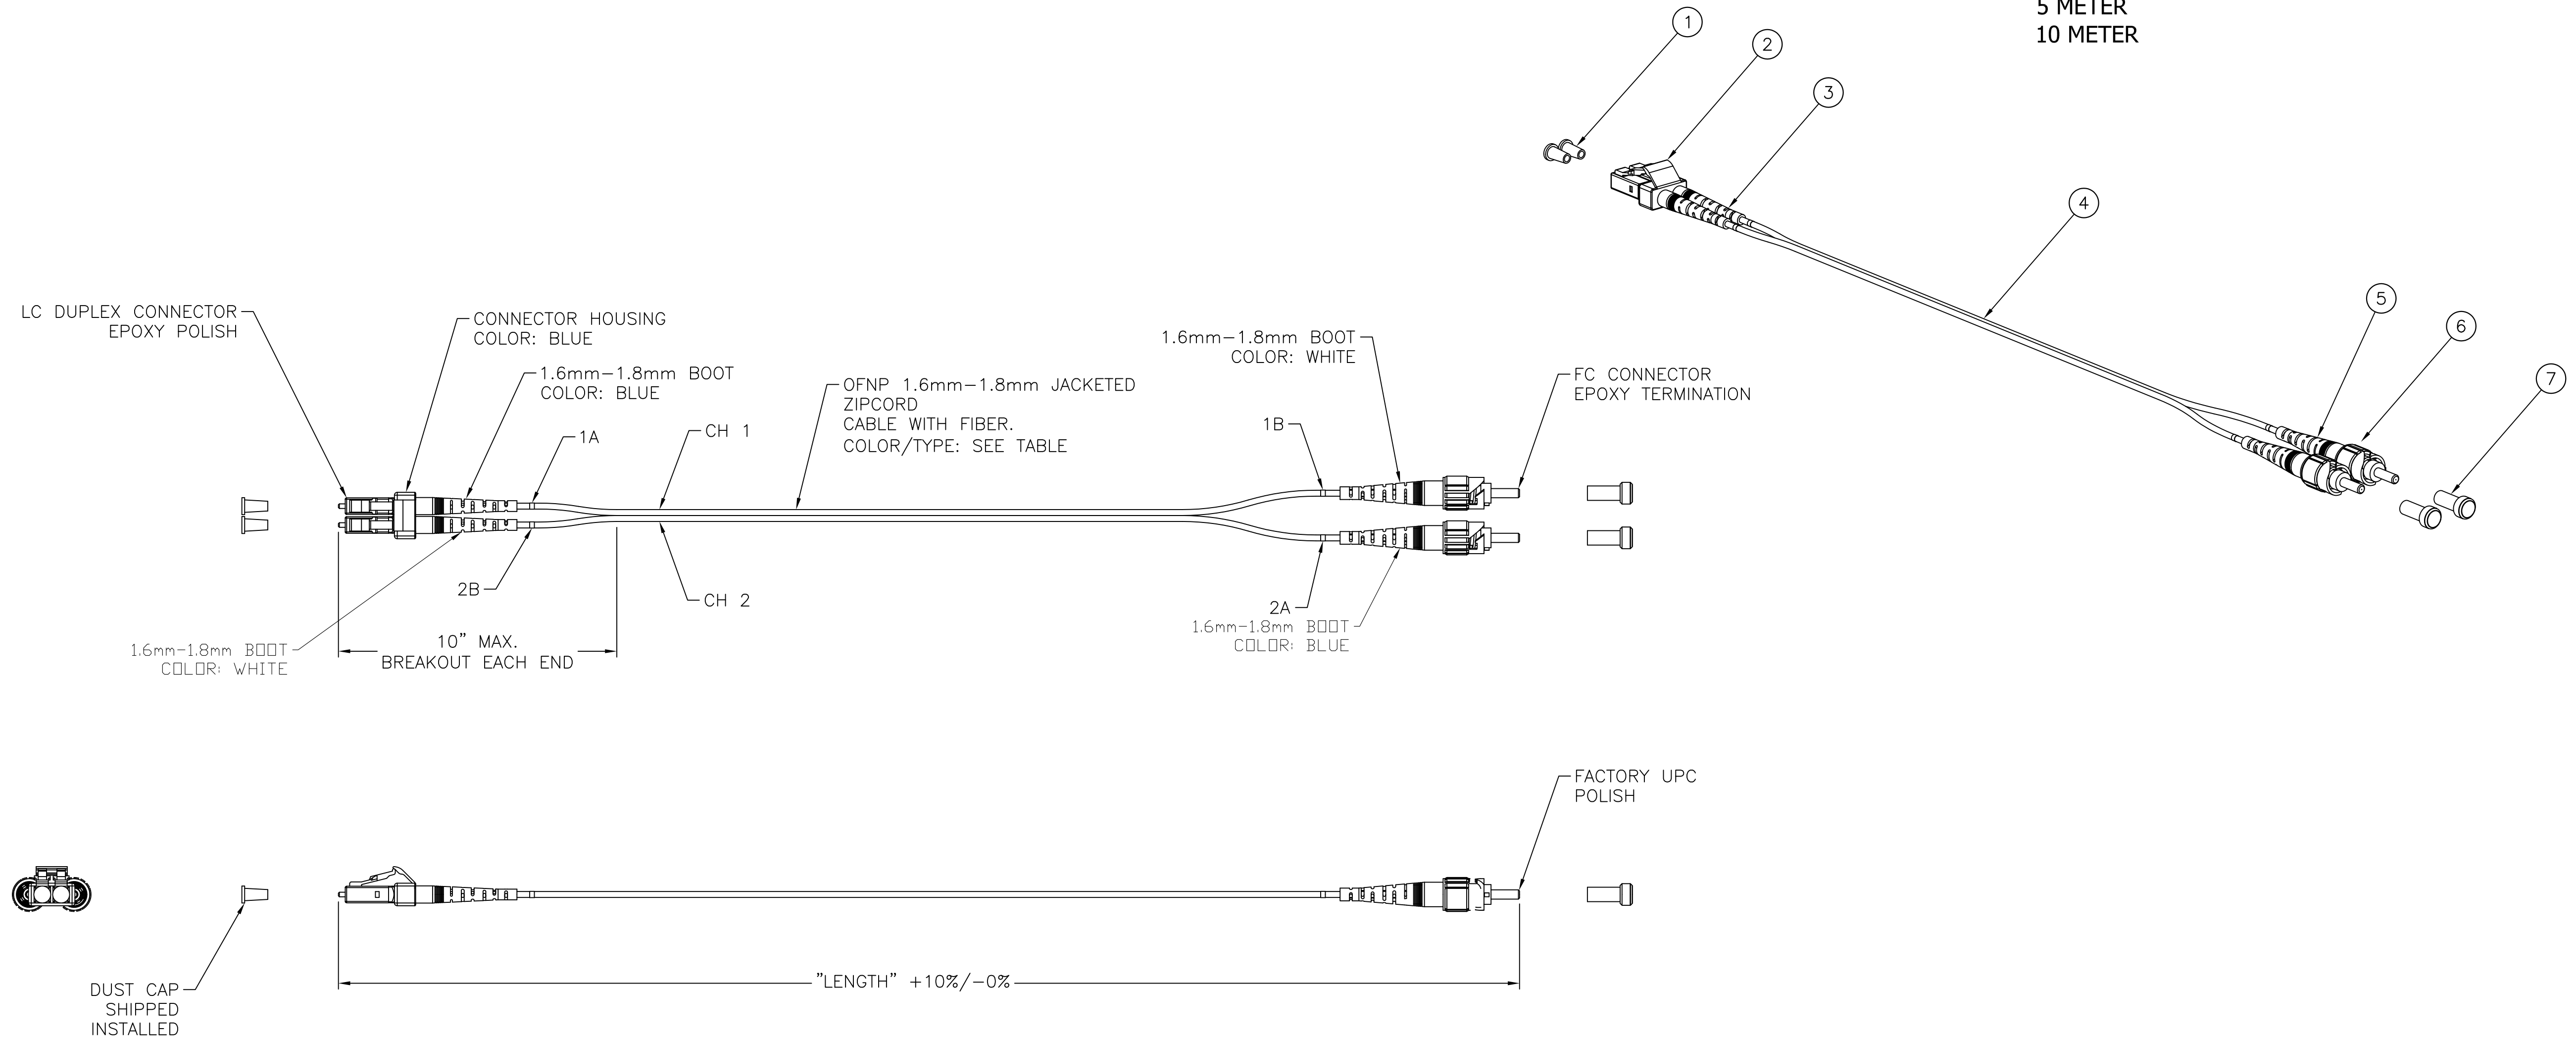 5 METER
10 METER
1
2
3
4
5
6
7
LC DUPLEX CONNECTOR
EPOXY POLISH
CONNECTOR HOUSING
COLOR: BLUE
1.6mm-1.8mm BOOT
COLOR: BLUE
1A
CH 1
OFNP 1.6mm-1.8mm JACKETED
ZIPCORD
CABLE WITH FIBER.
COLOR/TYPE: SEE TABLE
1.6mm-1.8mm BOOT
COLOR: WHITE
1B
FC CONNECTOR
EPOXY TERMINATION
2B
CH 2
2A
1.6mm-1.8mm BOOT
COLOR: WHITE
10" MAX.
BREAKOUT EACH END
1.6mm-1.8mm BOOT
COLOR: BLUE
FACTORY UPC
POLISH
"LENGTH" +10%/-0%
DUST CAP
SHIPPED
INSTALLED